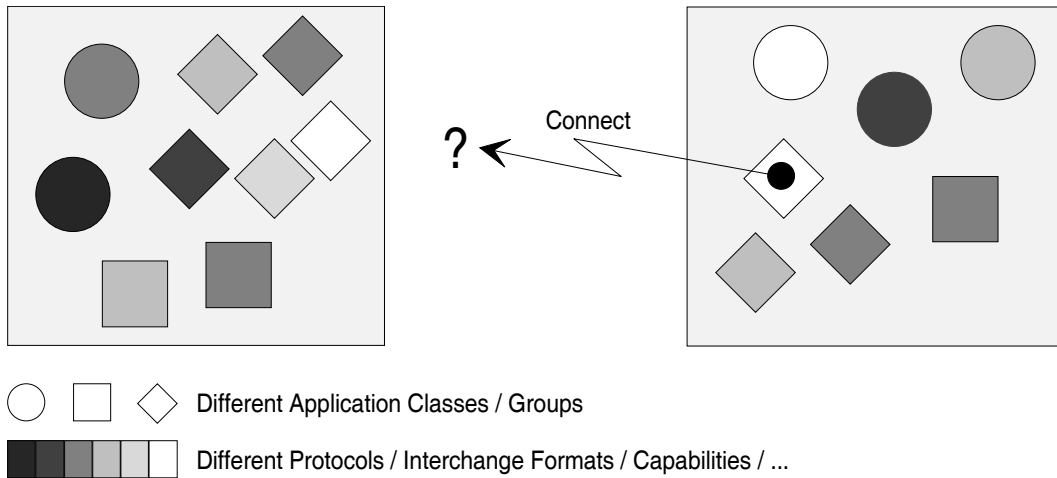 Connect
?
Different Application Classes / Groups
Different Protocols / Interchange Formats / Capabilities / ...